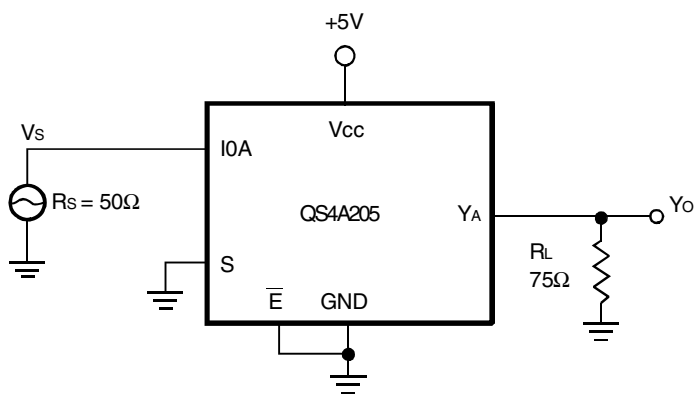 +5V
Vcc
VS
I0A
RS = 50Ω
QS4A205
YA
YO
S
RL
75Ω
E̅
GND